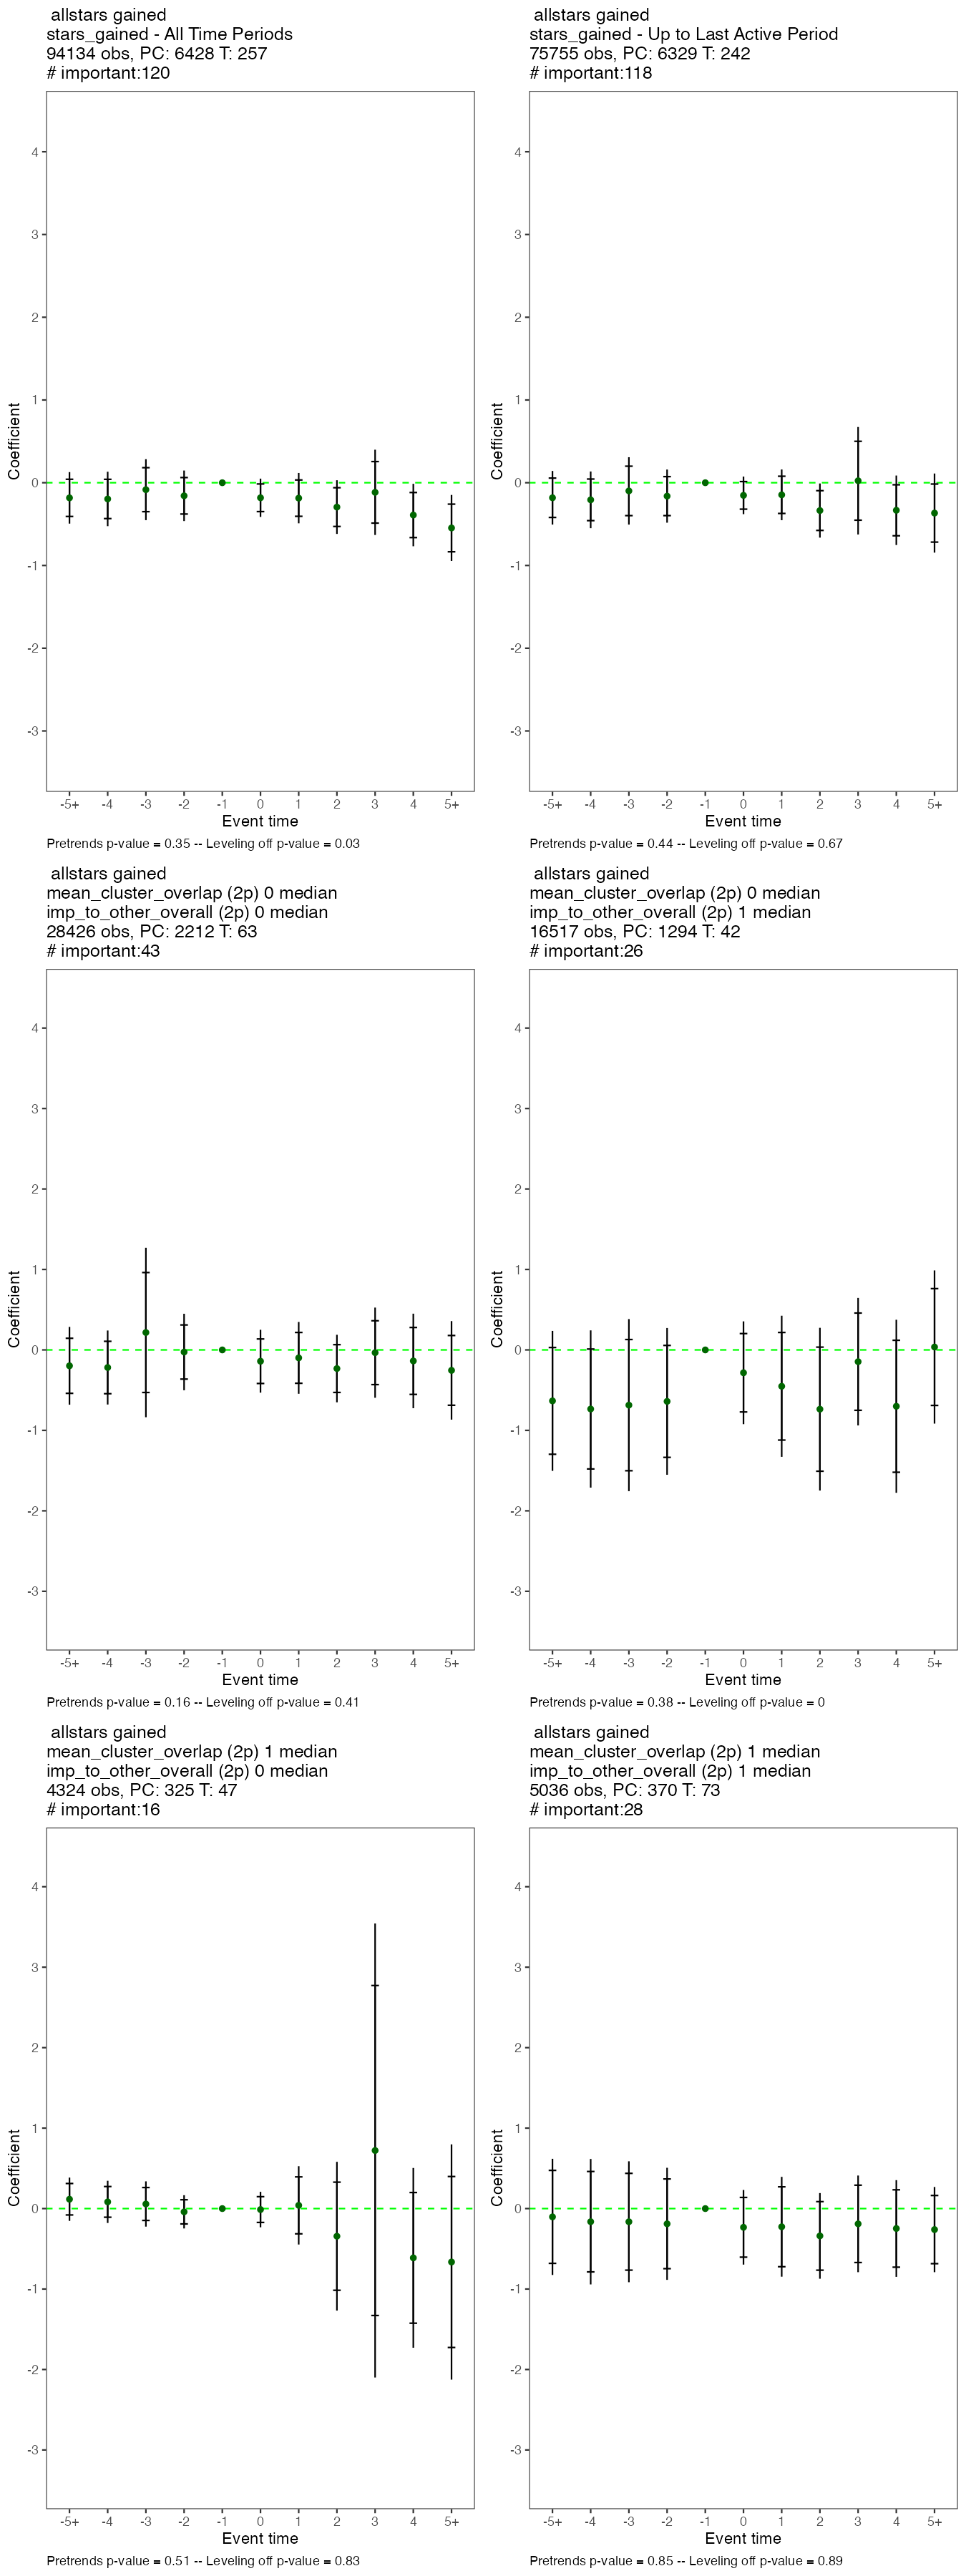 allstars gained
stars_gained - All Time Periods
94134 obs, PC: 6428 T: 257
# important:120
Coefficient
4
3
2
1
0
-1
-2
-3
-5+ -4 -3 -2 -1 0 1 2 3 4 5+
Event time
Pretrends p-value = 0.35 -- Leveling off p-value = 0.03
allstars gained
stars_gained - Up to Last Active Period
75755 obs, PC: 6329 T: 242
# important:118
Coefficient
4
3
2
1
0
-1
-2
-3
-5+ -4 -3 -2 -1 0 1 2 3 4 5+
Event time
Pretrends p-value = 0.44 -- Leveling off p-value = 0.67
allstars gained
mean_cluster_overlap (2p) 0 median
imp_to_other_overall (2p) 0 median
28426 obs, PC: 2212 T: 63
# important:43
Coefficient
4
3
2
1
0
-1
-2
-3
-5+ -4 -3 -2 -1 0 1 2 3 4 5+
Event time
Pretrends p-value = 0.16 -- Leveling off p-value = 0.41
allstars gained
mean_cluster_overlap (2p) 0 median
imp_to_other_overall (2p) 1 median
16517 obs, PC: 1294 T: 42
# important:26
Coefficient
4
3
2
1
0
-1
-2
-3
-5+ -4 -3 -2 -1 0 1 2 3 4 5+
Event time
Pretrends p-value = 0.38 -- Leveling off p-value = 0
allstars gained
mean_cluster_overlap (2p) 1 median
imp_to_other_overall (2p) 0 median
4324 obs, PC: 325 T: 47
# important:16
Coefficient
4
3
2
1
0
-1
-2
-3
-5+ -4 -3 -2 -1 0 1 2 3 4 5+
Event time
Pretrends p-value = 0.51 -- Leveling off p-value = 0.83
allstars gained
mean_cluster_overlap (2p) 1 median
imp_to_other_overall (2p) 1 median
5036 obs, PC: 370 T: 73
# important:28
Coefficient
4
3
2
1
0
-1
-2
-3
-5+ -4 -3 -2 -1 0 1 2 3 4 5+
Event time
Pretrends p-value = 0.85 -- Leveling off p-value = 0.89